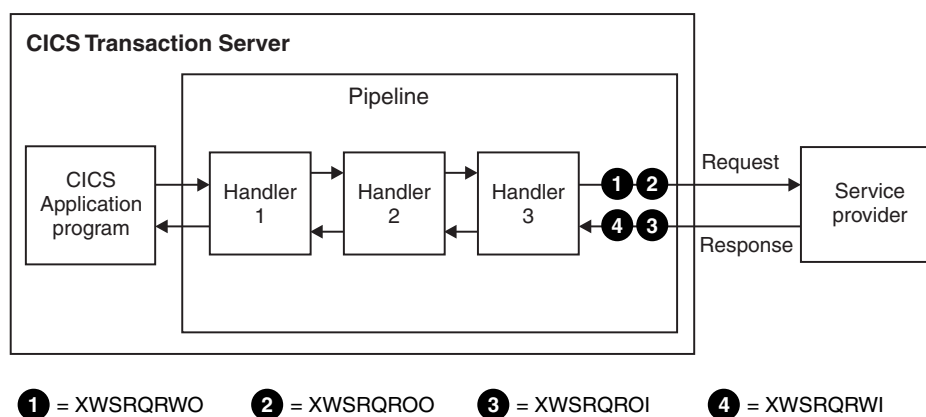 CICS Transaction Server
Pipeline
CICS
Application
program
Handler
1
Handler
2
Handler
3
1 2
4 3
Request
Response
Service
provider
1 = XWSRQRWO
2 = XWSRQROO
3 = XWSRQROI
4 = XWSRQRWI